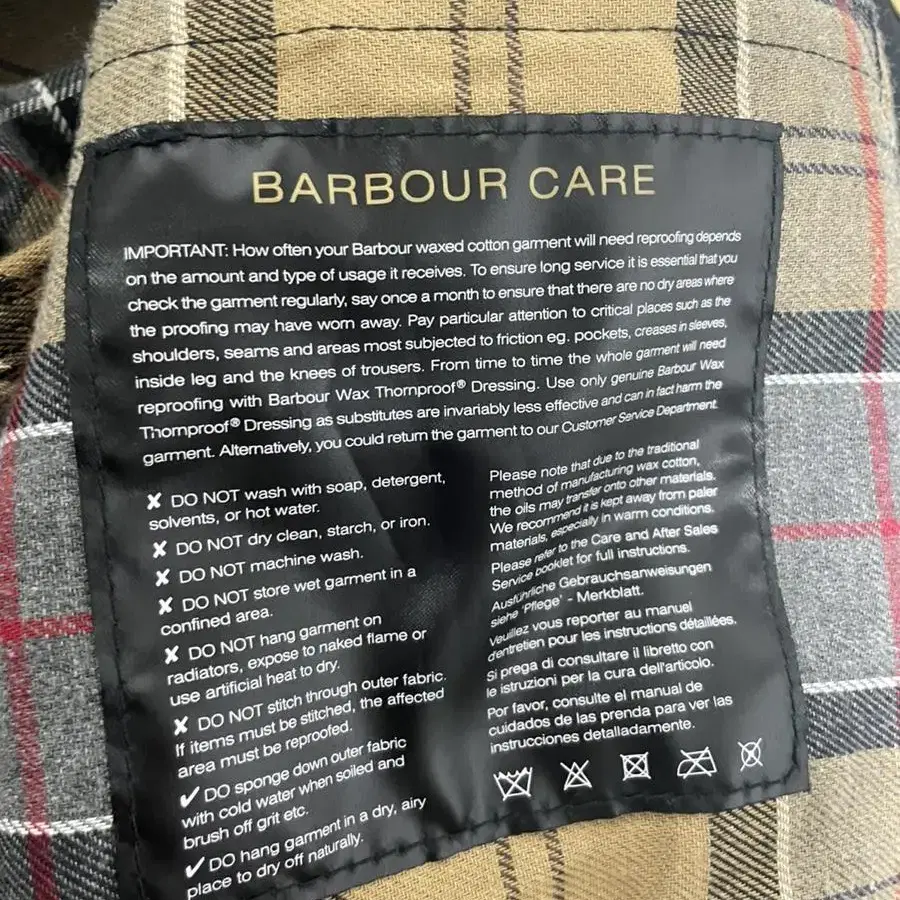 BARBOUR CARE
IMPORTANT: How often your Barbour waxed cotton garment will need reproofing depends
on the amount and type of usage it receives. To ensure long service it is essential that you
check the garment regularly, say once a month to ensure that there are no dry areas where
the proofing may have worn away. Pay particular attention to critical places such as the
shoulders, seams and areas most subjected to friction eg. pockets, creases in sleeves,
inside leg and the knees of trousers. From time to time the whole garment will need
reproofing with Barbour Wax Thornproof® Dressing. Use only genuine Barbour Wax
Thornproof® Dressing as substitutes are invariably less effective and can in fact harm the
garment. Alternatively, you could return the garment to our Customer Service Department.
✘ DO NOT wash with soap, detergent,
solvents, or hot water.
✘ DO NOT dry clean, starch, or iron.
✘ DO NOT machine wash.
✘ DO NOT store wet garment in a
confined area.
✘ DO NOT hang garment on
radiators, expose to naked flame or
use artificial heat to dry.
✘ DO NOT stitch through outer fabric.
If items must be stitched, the affected
area must be reproofed.
✔ DO sponge down outer fabric
with cold water when soiled and
brush off grit etc.
✔ DO hang garment in a dry, airy
place to dry off naturally.
Please note that due to the traditional
method of manufacturing wax cotton,
the oils may transfer onto other materials.
We recommend it is kept away from paler
materials, especially in warm conditions.
Please refer to the Care and After Sales
Service booklet for full instructions.
Ausführliche Gebrauchsanweisungen
siehe 'Pflege' - Merkblatt.
Veuillez vous reporter au manuel
d'entretien pour les instructions détaillées.
Si prega di consultare il libretto con
le istruzioni per la cura dell'articolo.
Por favor, consulte el manual de
cuidados de las prenda para ver las
instrucciones detalladamente.